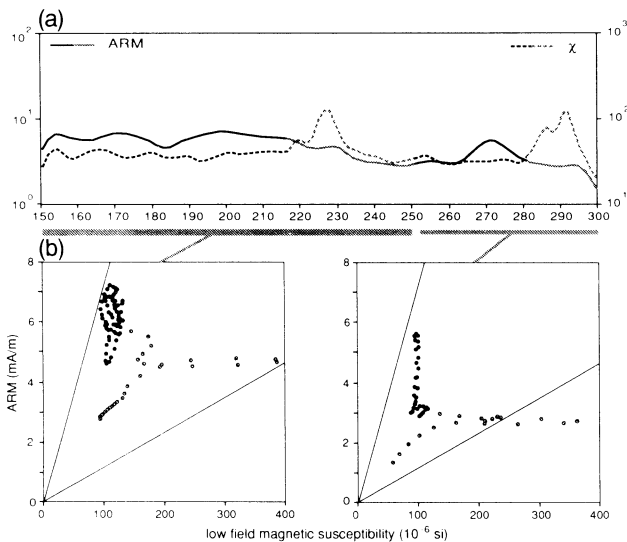 (a)
10² 10³
ARM χ
10¹ 10²
10⁰ 10¹
150 160 170 180 190 200 210 220 230 240 250 260 270 280 290 300
(b)
8 8
6 6
ARM (mA/m)
4 4
2 2
0 0
0 100 200 300 400 0 100 200 300 400
low field magnetic susceptibility (10⁻⁶ si)